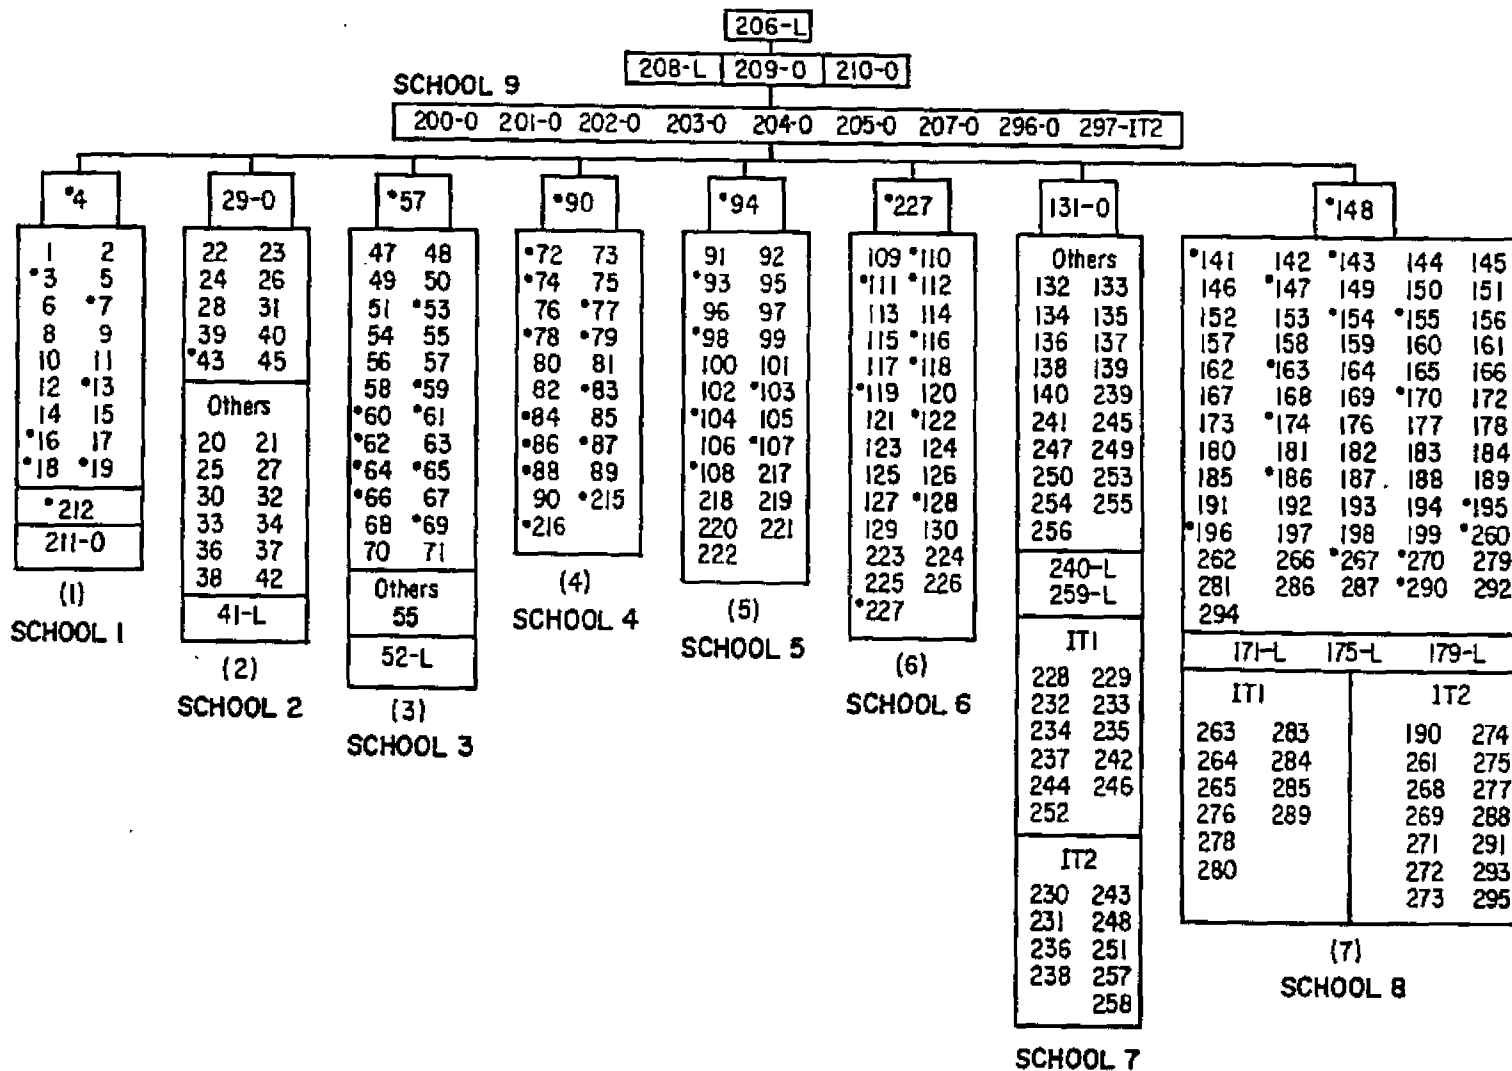 206-L
208-L 209-O 210-O
SCHOOL 9
200-O 201-O 202-O 203-O 204-O 205-O 207-O 296-O 297-IT2
•4
1 2
•3 5
6 •7
8 9
10 11
12 •13
14 15
•16 17
•18 •19
•212
211-O
(1)
SCHOOL 1
29-O
22 23
24 26
28 31
39 40
•43 45
Others
20 21
25 27
30 32
33 34
36 37
38 42
41-L
(2)
SCHOOL 2
•57
47 48
49 50
51 •53
54 55
56 57
58 •59
•60 •61
•62 63
•64 •65
•66 67
68 •69
70 71
Others
55
52-L
(3)
SCHOOL 3
•90
•72 73
•74 75
76 •77
•78 •79
80 81
82 •83
•84 85
•86 •87
•88 89
90 •215
•216
(4)
SCHOOL 4
•94
91 92
•93 95
96 97
•98 99
100 101
102 •103
•104 105
106 •107
•108 217
218 219
220 221
222
(5)
SCHOOL 5
•227
109 •110
•111 •112
113 114
115 •116
117 •118
•119 120
121 •122
123 124
125 126
127 •128
129 130
223 224
225 226
•227
(6)
SCHOOL 6
131-O
Others
132 133
134 135
136 137
138 139
140 239
241 245
247 249
250 253
254 255
256
240-L
259-L
IT1
228 229
232 233
234 235
237 242
244 246
252
IT2
230 243
231 248
236 251
238 257
258
SCHOOL 7
•148
•141 142 •143 144 145
146 •147 149 150 151
152 153 •154 •155 156
157 158 159 160 161
162 •163 164 165 166
167 168 169 •170 172
173 •174 176 177 178
180 181 182 183 184
185 •186 187 188 189
191 192 193 194 •195
•196 197 198 199 •260
262 266 •267 •270 279
281 286 287 •290 292
294
171-L 175-L 179-L
IT1
263 283
264 284
265 285
276 289
278
280
IT2
190 274
261 275
268 277
269 288
271 291
272 293
273 295
(7)
SCHOOL 8